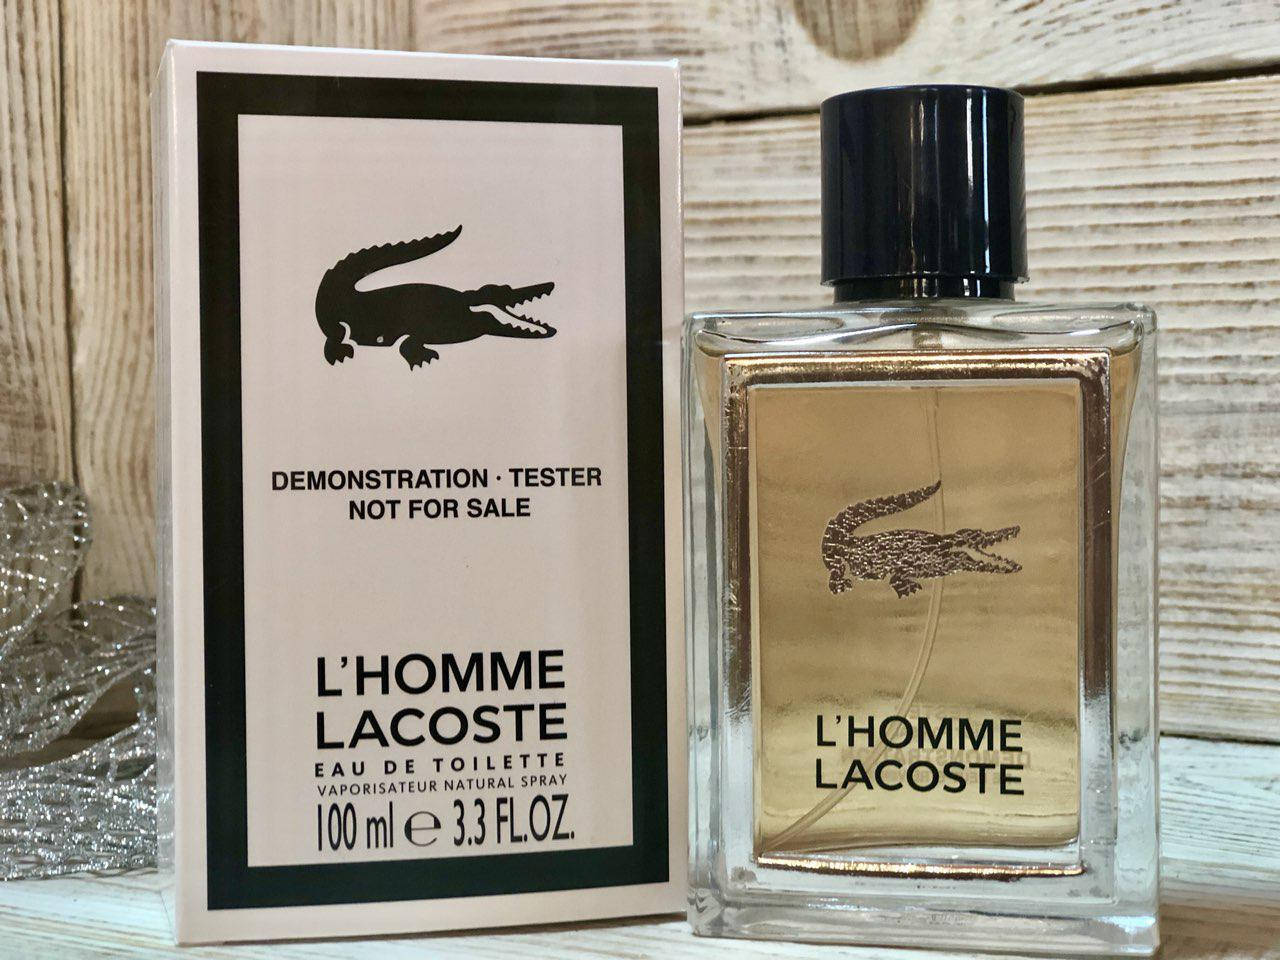 DEMONSTRATION · TESTER
NOT FOR SALE
L'HOMME
LACOSTE
EAU DE TOILETTE
VAPORISATEUR NATURAL SPRAY
100 ml ℮ 3.3 FL.OZ.
L'HOMME
LACOSTE